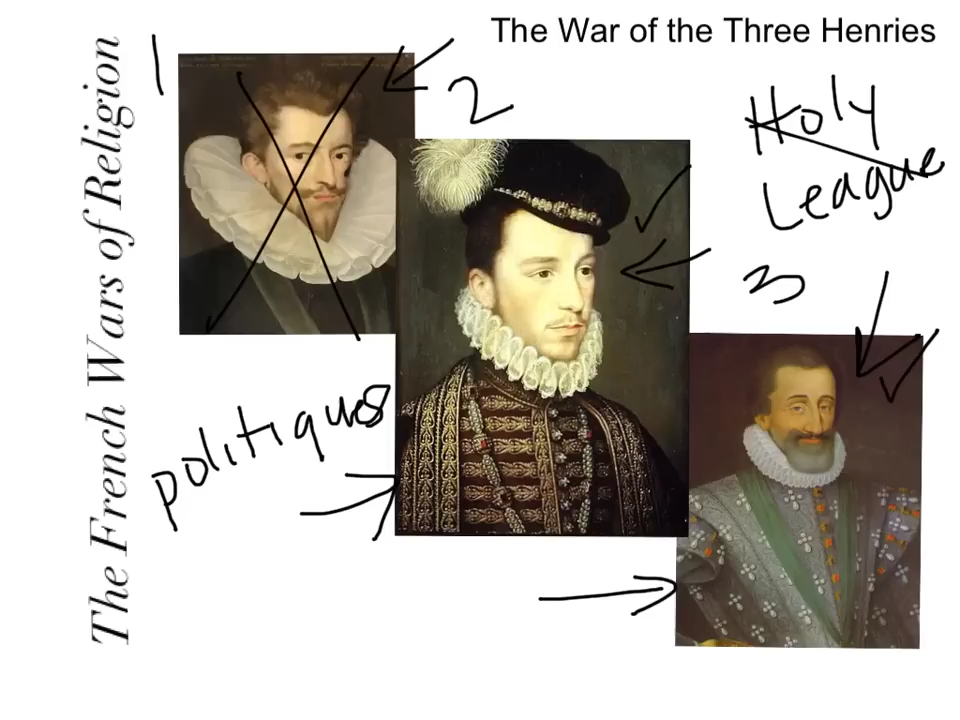 The War of the Three Henries
The French Wars of Religion
1
2
Holy
League
3
politiques